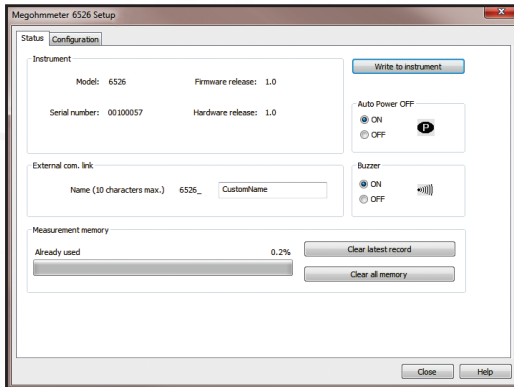 Megohmmeter 6526 Setup
Status Configuration
Instrument
Model: 6526 Firmware release: 1.0
Serial number: 00100057 Hardware release: 1.0
Write to instrument
Auto Power OFF
ON
OFF
P
External com. link
Name (10 characters max.) 6526_ CustomName
Buzzer
ON
OFF
Measurement memory
Already used 0.2%
Clear latest record
Clear all memory
Close Help